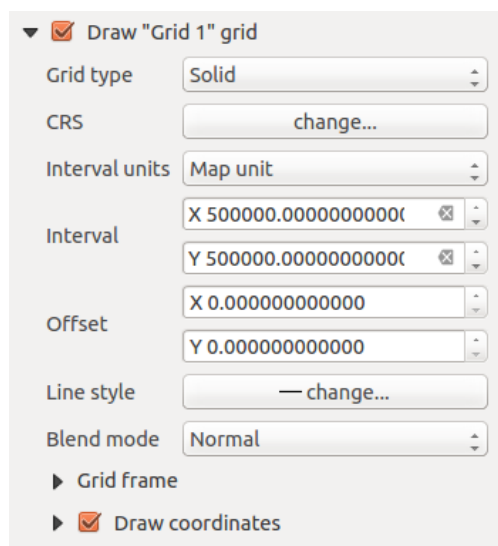 Draw "Grid 1" grid
Grid type Solid
CRS change...
Interval units Map unit
Interval
X 500000.0000000000
Y 500000.0000000000
Offset
X 0.000000000000
Y 0.000000000000
Line style change...
Blend mode Normal
Grid frame
Draw coordinates